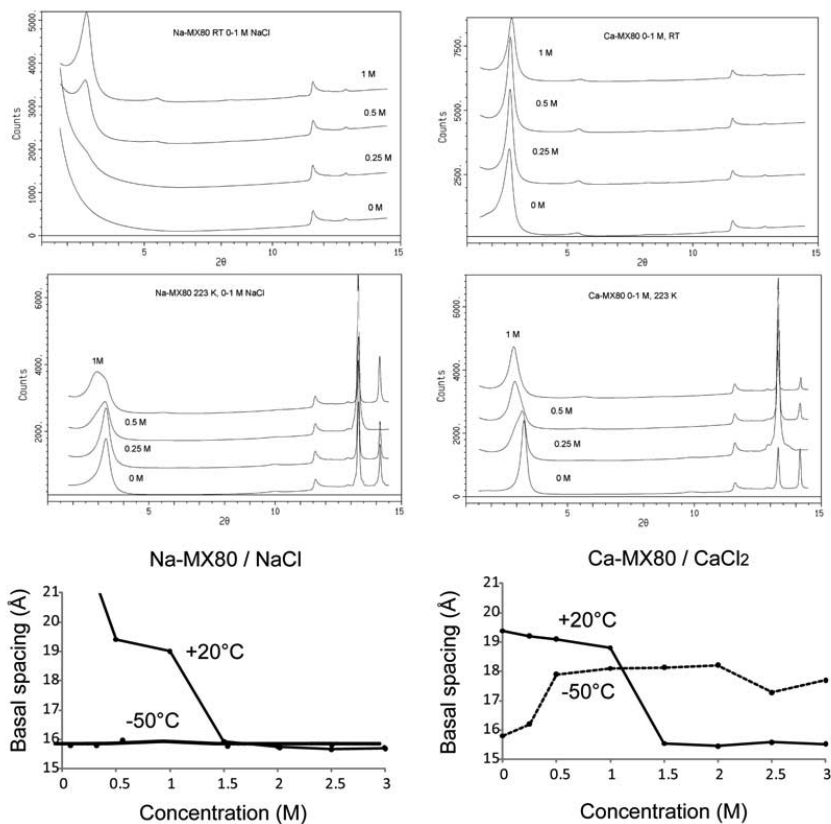 Na-MX80 RT 0-1 M NaCl
5000.
4000.
3000.
2000.
1000.
0
Counts
1 M
0.5 M
0.25 M
0 M
5
10
15
2θ
Ca-MX80 0-1 M, RT
7500.
5000.
2500.
0
Counts
1 M
0.5 M
0.25 M
0 M
5
10
15
2θ
Na-MX80 223 K, 0-1 M NaCl
6000.
4000.
2000.
Counts
1M
0.5 M
0.25 M
0 M
5
10
15
2θ
Ca-MX80 0-1 M, 223 K
6000.
4000.
2000.
0
Counts
1 M
0.5 M
0.25 M
0 M
5
10
15
2θ
Na-MX80 / NaCl
21
20
19
18
17
16
15
Basal spacing (Å)
+20°C
-50°C
0
0.5
1
1.5
2
2.5
3
Concentration (M)
Ca-MX80 / CaCl2
21
20
19
18
17
16
15
Basal spacing (Å)
+20°C
-50°C
0
0.5
1
1.5
2
2.5
3
Concentration (M)